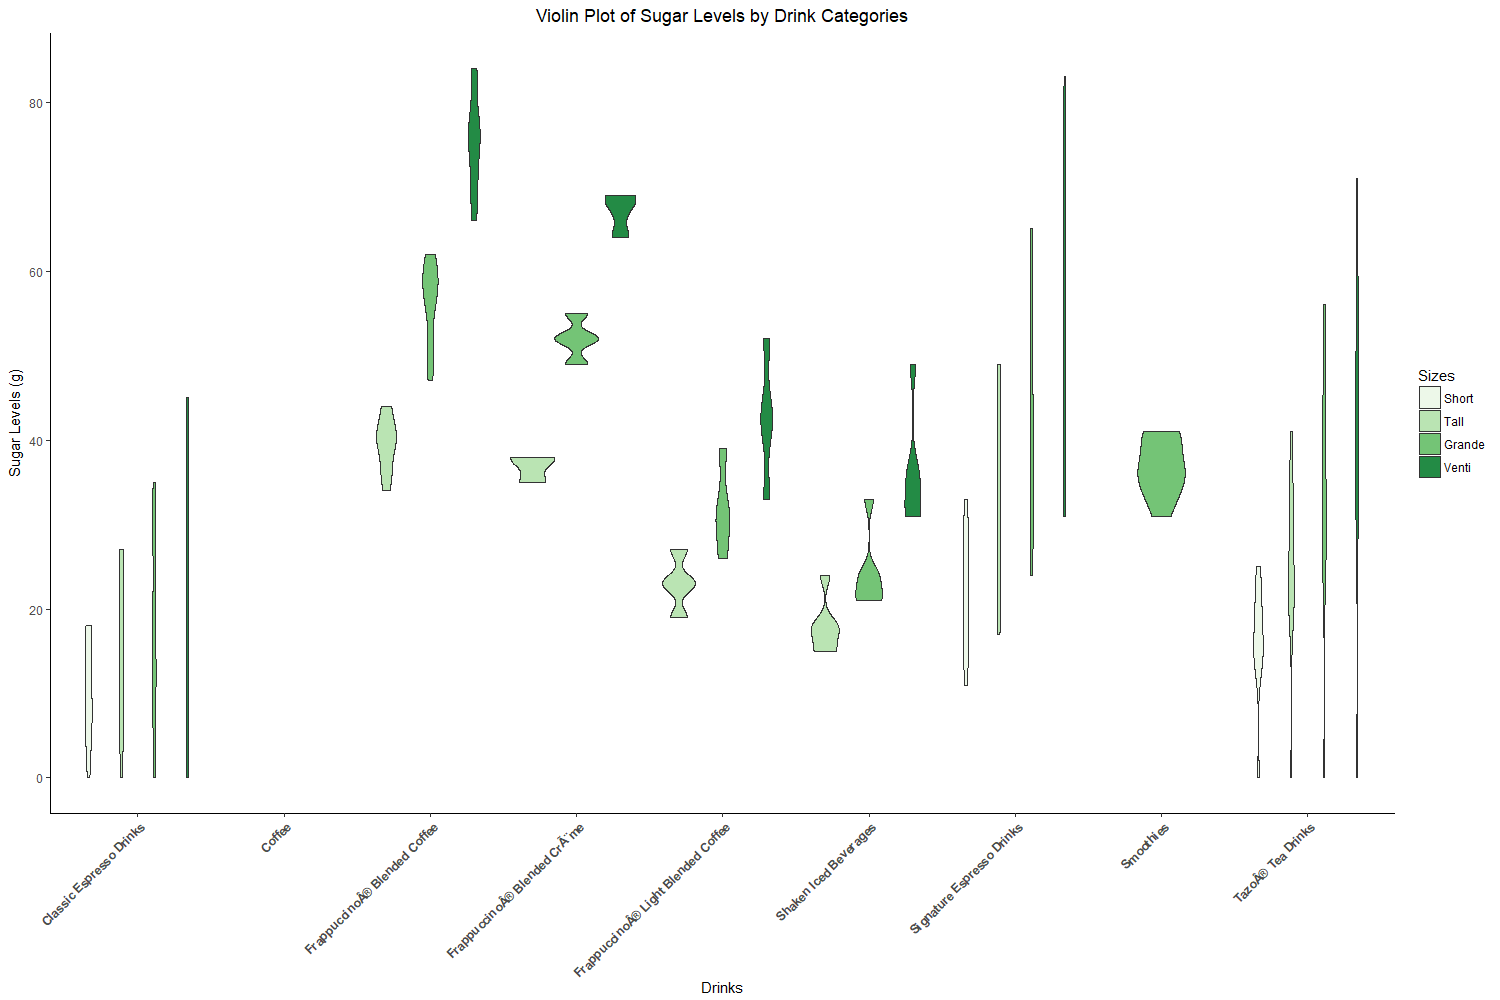 Violin Plot of Sugar Levels by Drink Categories
Sugar Levels (g)
80
60
40
20
0
Classic Espresso Drinks
Coffee
FrappuccinoÂ® Blended Coffee
FrappuccinoÂ® Blended CrÃ¨me
FrappuccinoÂ® Light Blended Coffee
Shaken Iced Beverages
Signature Espresso Drinks
Smoothies
TazoÂ® Tea Drinks
Drinks
Sizes
Short
Tall
Grande
Venti